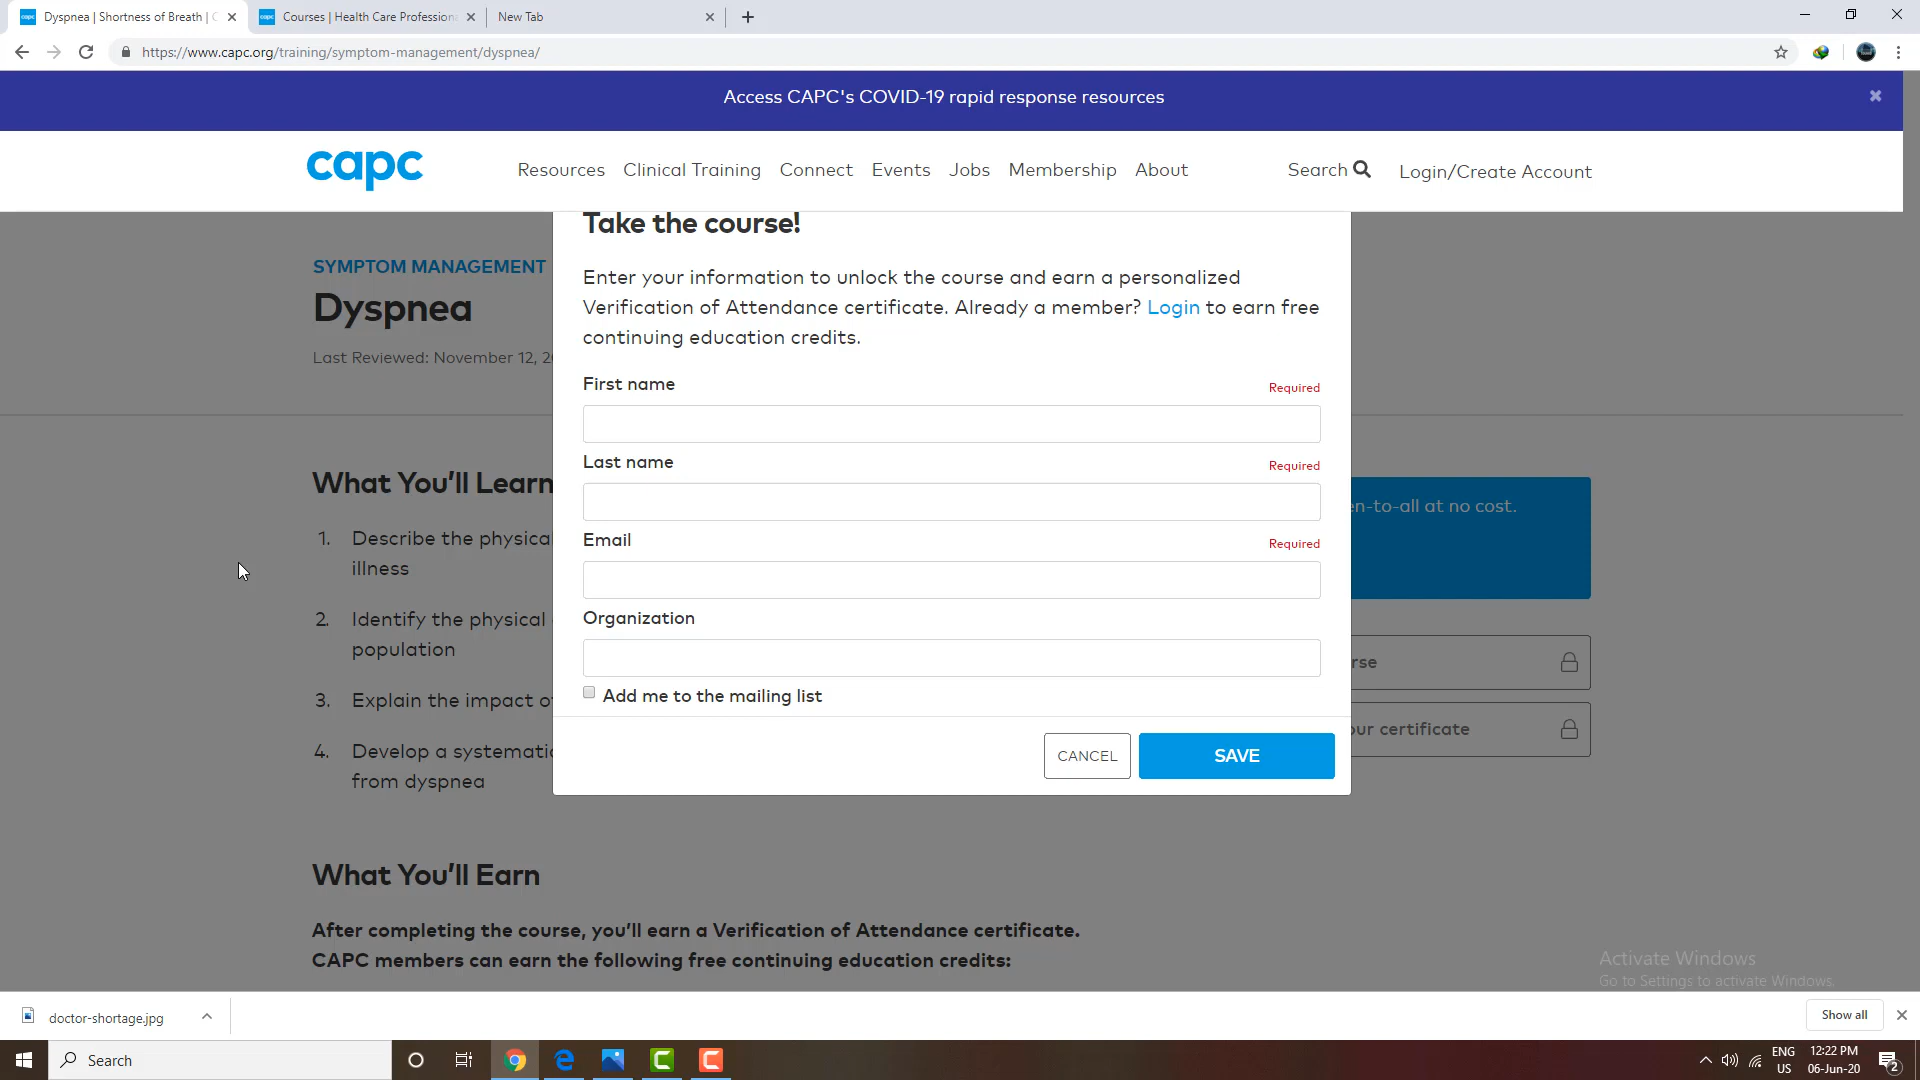 Dyspnea | Shortness of Breath |
Courses | Health Care Profession
New Tab
https://www.capc.org/training/symptom-management/dyspnea/
Access CAPC's COVID-19 rapid response resources
capc
Resources Clinical Training Connect Events Jobs Membership About
Search
Login/Create Account
Take the course!
Enter your information to unlock the course and earn a personalized
Verification of Attendance certificate. Already a member? Login to earn free
continuing education credits.
First name
Required
Last name
Required
Email
Required
Organization
Add me to the mailing list
CANCEL
SAVE
SYMPTOM MANAGEMENT
Dyspnea
Last Reviewed: November 12,
What You'll Learn
1. Describe the physical
illness
2. Identify the physical
population
3. Explain the impact
4. Develop a systematic
from dyspnea
to-all at no cost.
certificate
What You'll Earn
After completing the course, you'll earn a Verification of Attendance certificate.
CAPC members can earn the following free continuing education credits:
Activate Windows
Go to Settings to activate Windows.
doctor-shortage.jpg
Show all
Search
ENG
US
12:22 PM
06-Jun-20
2